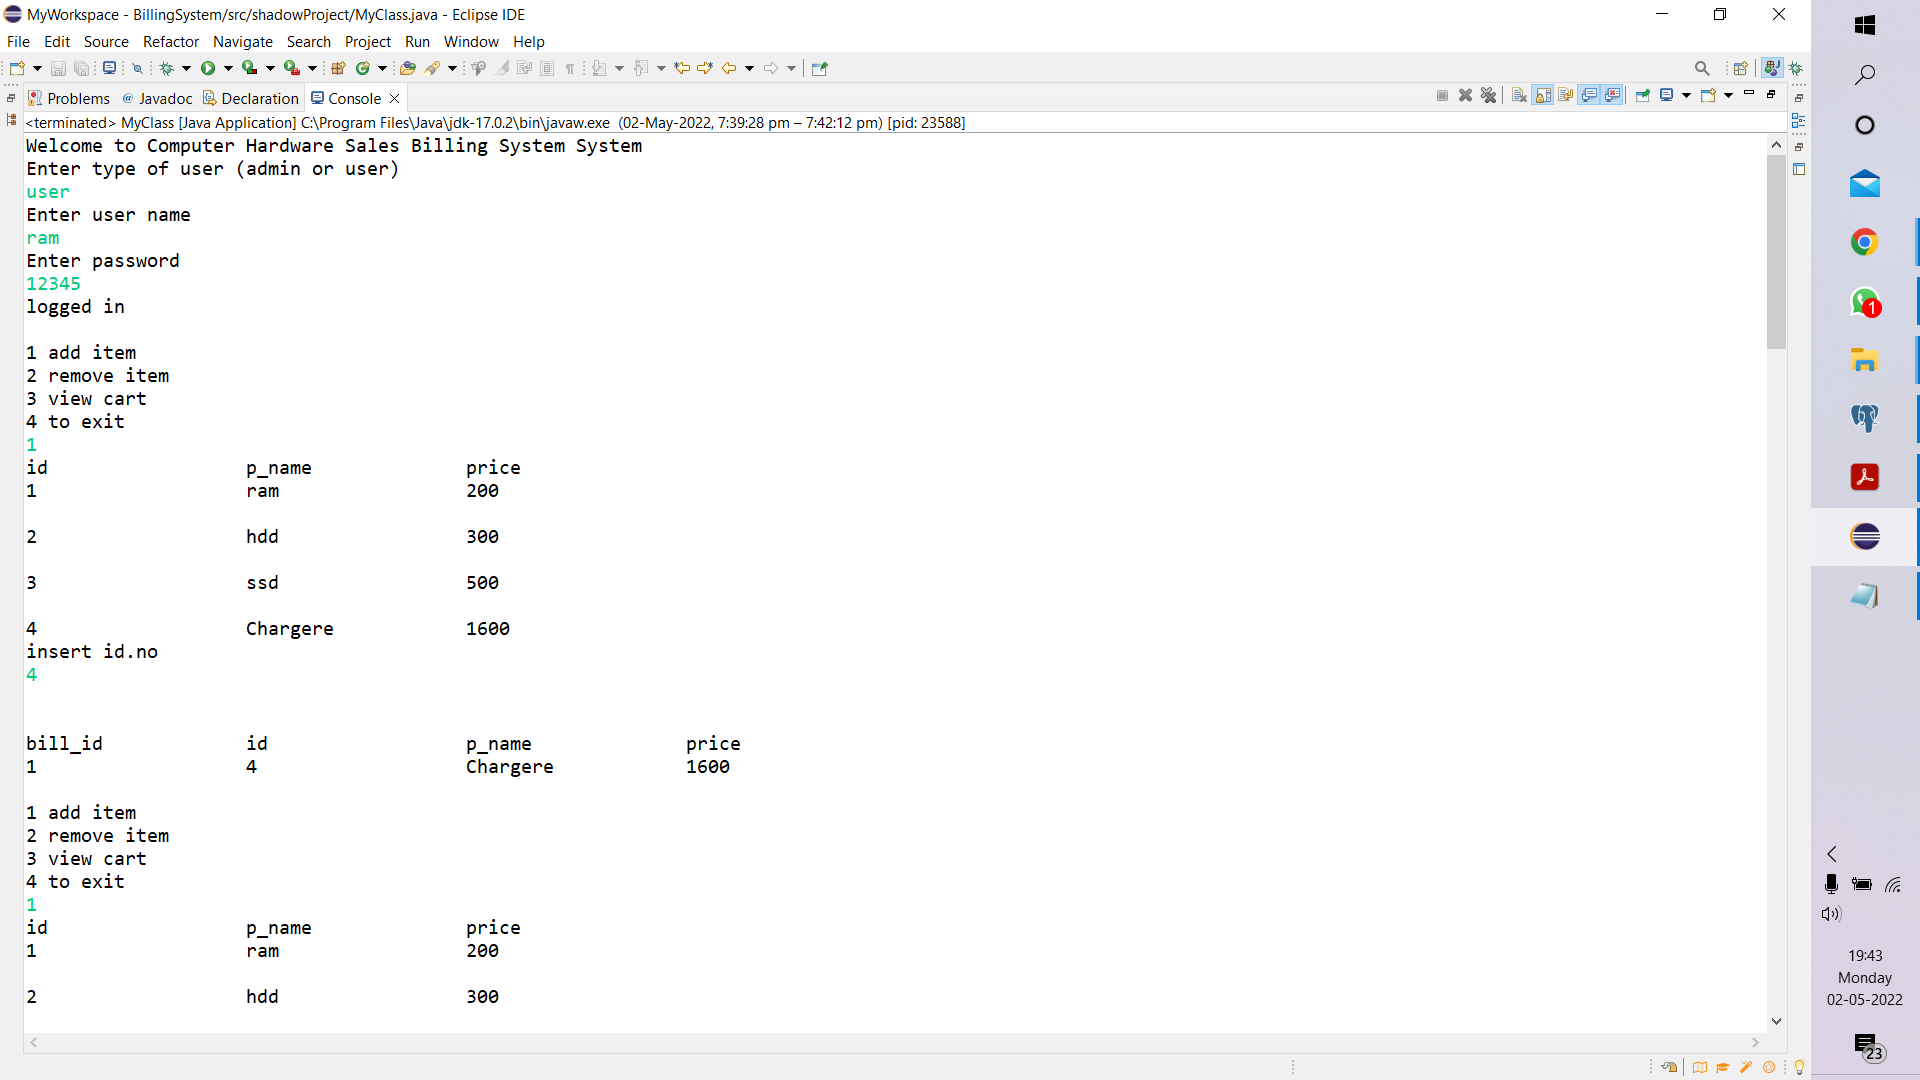 MyWorkspace - BillingSystem/src/shadowProject/MyClass.java - Eclipse IDE
File Edit Source Refactor Navigate Search Project Run Window Help
Problems @ Javadoc Declaration Console
<terminated> MyClass [Java Application] C:\Program Files\Java\jdk-17.0.2\bin\javaw.exe (02-May-2022, 7:39:28 pm – 7:42:12 pm) [pid: 23588]
Welcome to Computer Hardware Sales Billing System System
Enter type of user (admin or user)
user
Enter user name
ram
Enter password
12345
logged in
1 add item
2 remove item
3 view cart
4 to exit
1
id p_name price
1 ram 200
2 hdd 300
3 ssd 500
4 Chargere 1600
insert id.no
4
bill_id id p_name price
1 4 Chargere 1600
1 add item
2 remove item
3 view cart
4 to exit
1
id p_name price
1 ram 200
2 hdd 300
1
19:43
Monday
02-05-2022
23